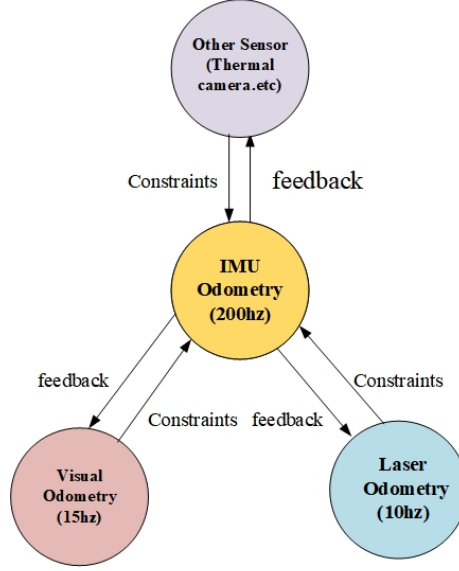 Other Sensor
(Thermal
camera.etc)
Constraints
feedback
IMU
Odometry
(200hz)
feedback
Constraints
feedback
Constraints
Visual
Odometry
(15hz)
Laser
Odometry
(10hz)